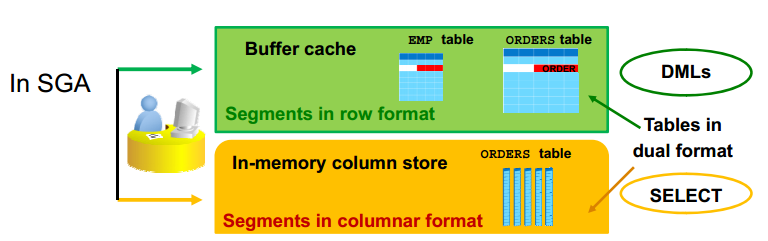 EMP table
ORDERS table
Buffer cache
ORDER
DMLs
In SGA
Segments in row format
Tables in
dual format
ORDERS table
In-memory column store
SELECT
Segments in columnar format